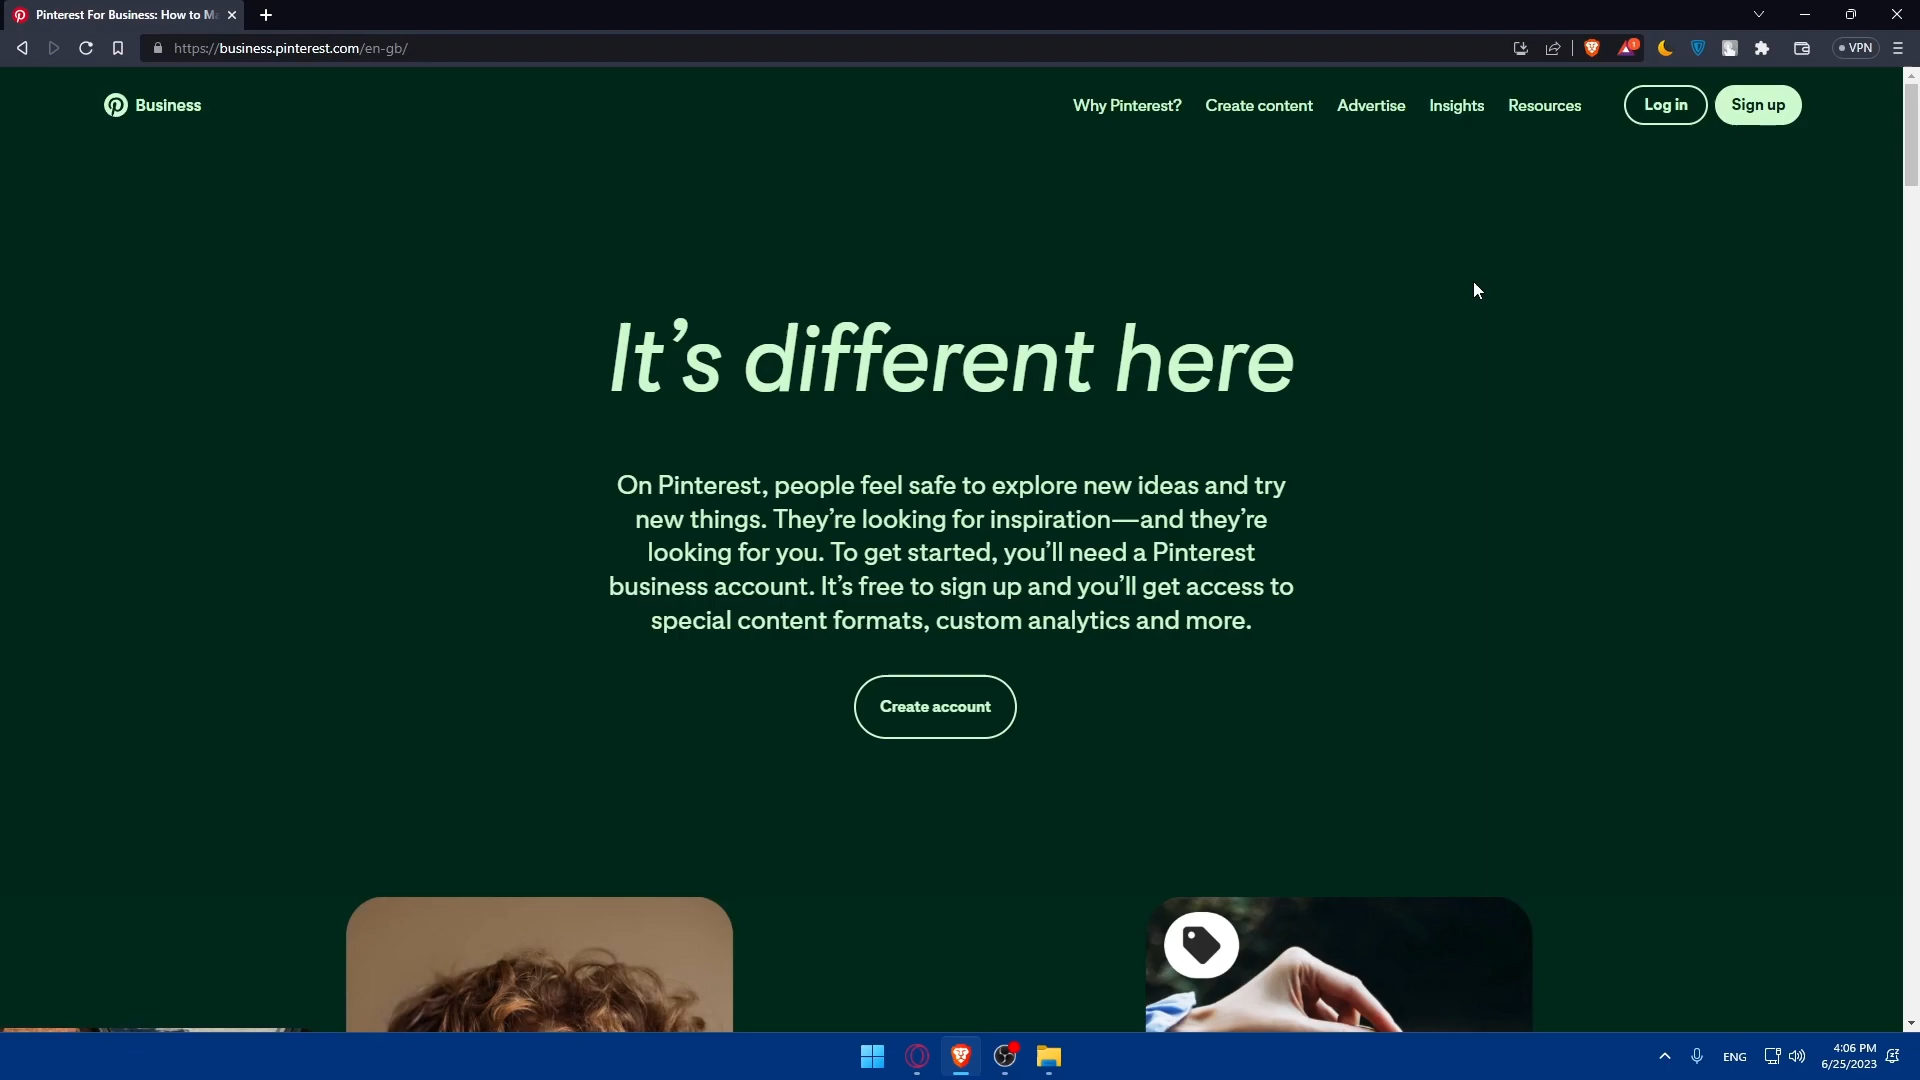 Pinterest For Business: How to Ma
https://business.pinterest.com/en-gb/
1
VPN
Business
Why Pinterest?
Create content
Advertise
Insights
Resources
Log in
Sign up
It's different here
On Pinterest, people feel safe to explore new ideas and try
new things. They're looking for inspiration—and they're
looking for you. To get started, you'll need a Pinterest
business account. It's free to sign up and you'll get access to
special content formats, custom analytics and more.
Create account
ENG
4:06 PM
6/25/2023